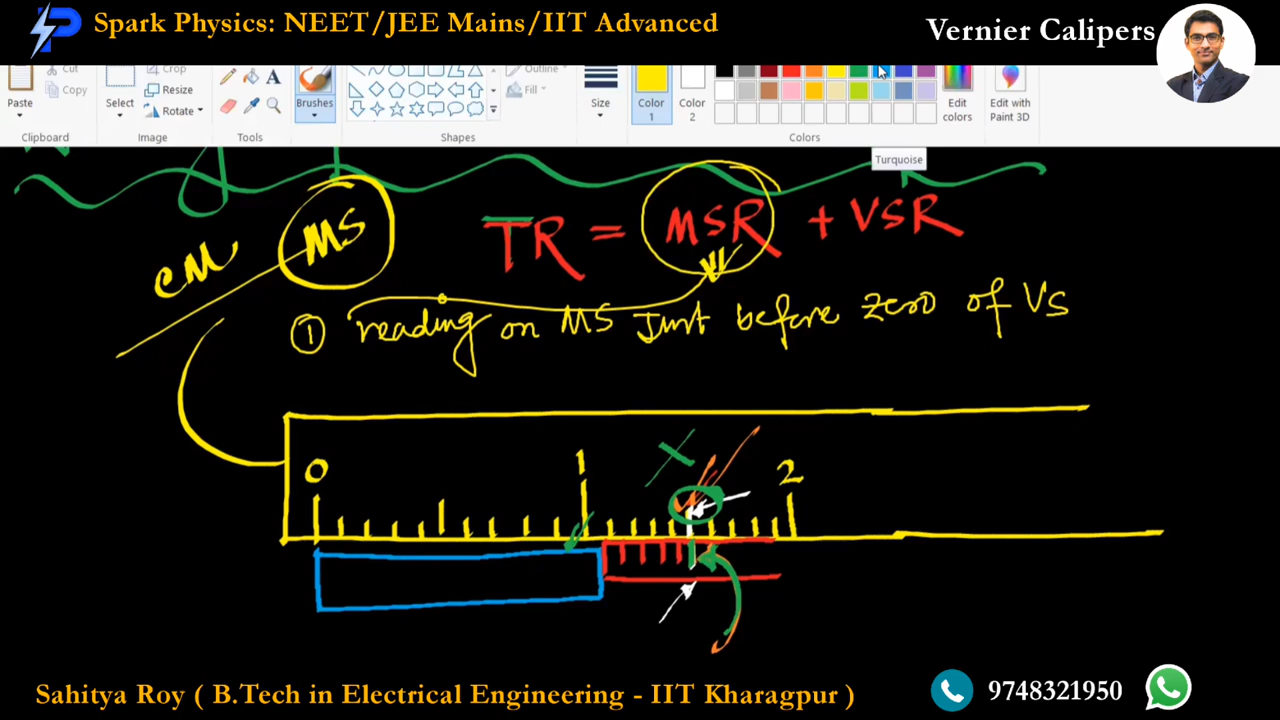 Spark Physics: NEET/JEE Mains/IIT Advanced
Vernier Calipers
Cut
Crop
Outline
Paste
Copy
Select
Resize
Rotate
A
Brushes
Fill
Size
Color 1
Color 2
Edit colors
Edit with Paint 3D
Clipboard
Image
Tools
Shapes
Colors
Turquoise
CM
MS
TR = MSR + VSR
① reading on MS Just before zero of VS
0 1 2
Sahitya Roy ( B.Tech in Electrical Engineering - IIT Kharagpur )
9748321950